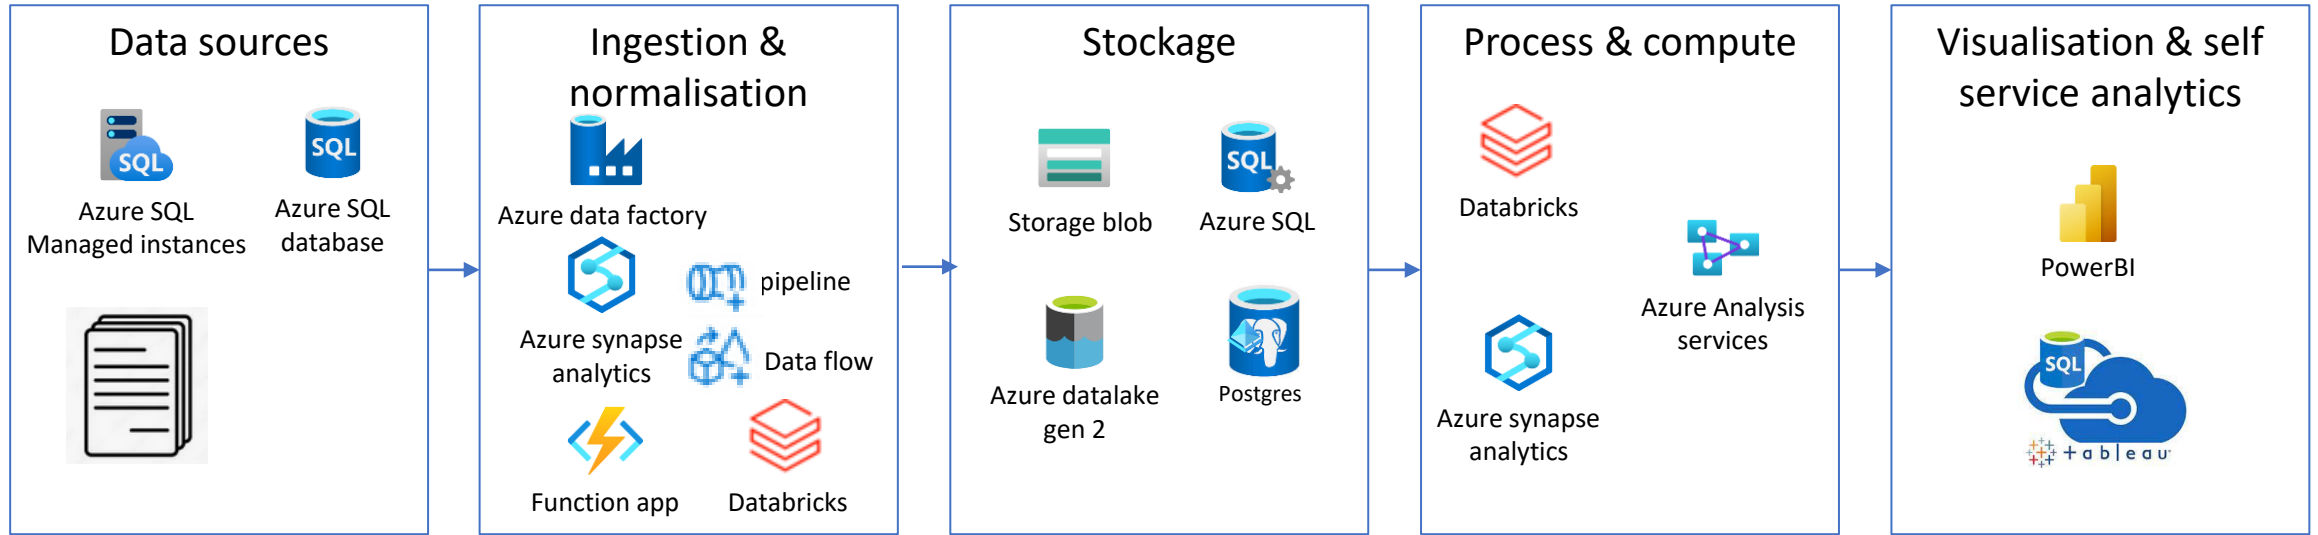 Data sources
SQL
Azure SQL
Managed instances
SQL
Azure SQL
database
Ingestion &
normalisation
Azure data factory
Azure synapse
analytics
pipeline
Data flow
Function app
Databricks
Stockage
Storage blob
SQL
Azure SQL
Azure datalake
gen 2
Postgres
Process & compute
Databricks
Azure Analysis
services
Azure synapse
analytics
Visualisation & self
service analytics
PowerBI
SQL
+ableau